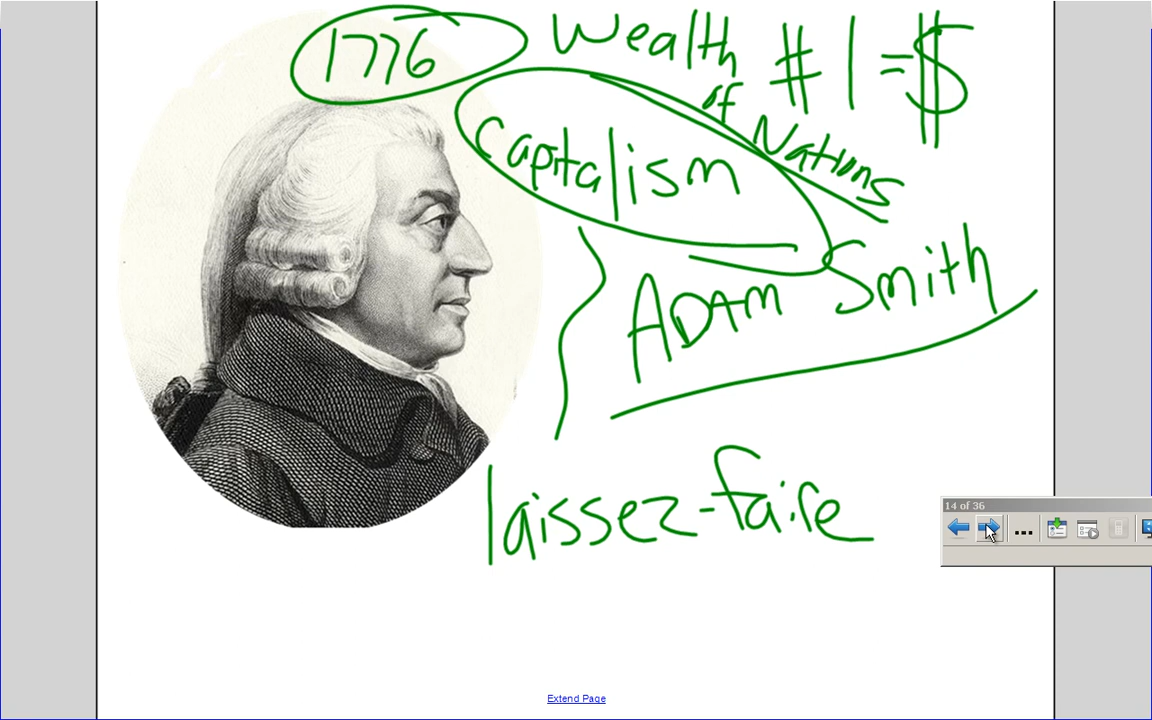 1776
Wealth
of
Nations
# 1 = $
Capitalism
ADAM Smith
laissez-faire
14 of 36
...
Extend Page